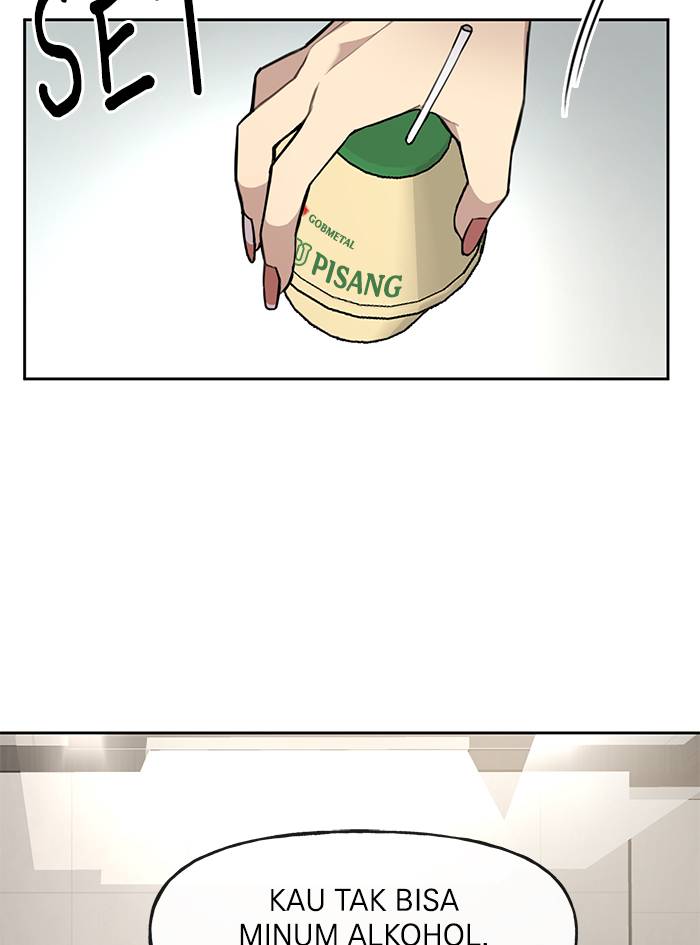 SET
GOBMETAL
U PISANG
KAU TAK BISA
MINUM ALKOHOL,